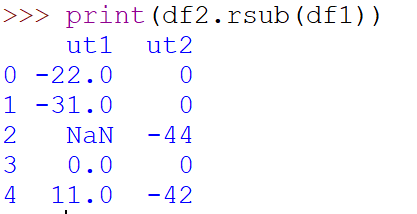 >>> print(df2.rsub(df1))
    ut1  ut2
0 -22.0    0
1 -31.0    0
2   NaN  -44
3   0.0    0
4  11.0  -42